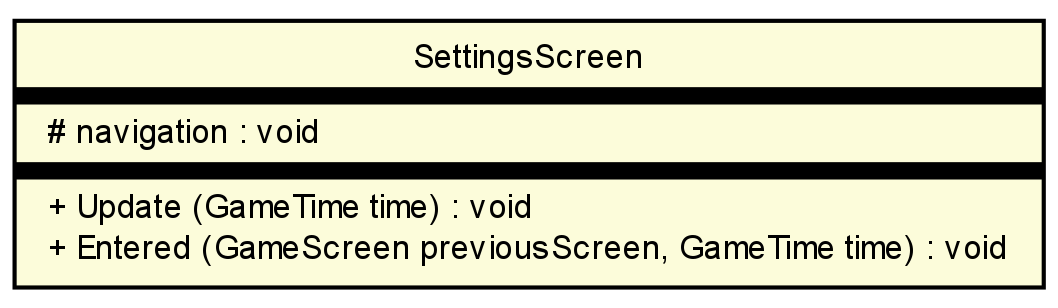 SettingsScreen
# navigation : void
+ Update (GameTime time) : void
+ Entered (GameScreen previousScreen, GameTime time) : void